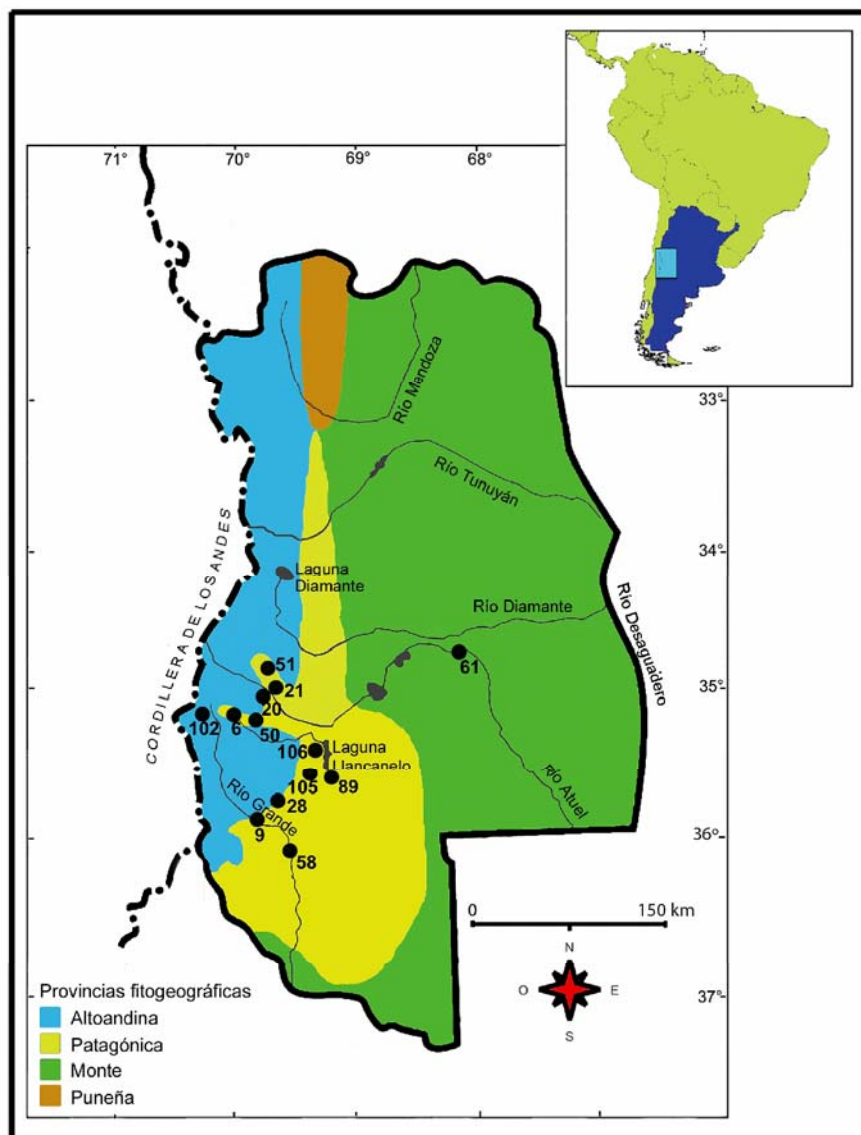 71°
70°
69°
68°
33°
34°
35°
36°
37°
Río Mandoza
Río Tunuyán
CORDILLERA DE LOS ANDES
Laguna
Diamante
Río Diamante
Río Desaguadero
51
61
21
20
102
6
50
106
Laguna
Llancanelo
105
89
28
Río Grande
Río Atuel
9
58
0
150 km
N
O
E
S
Provincias fitogeográficas
Altoandina
Patagónica
Monte
Puneña